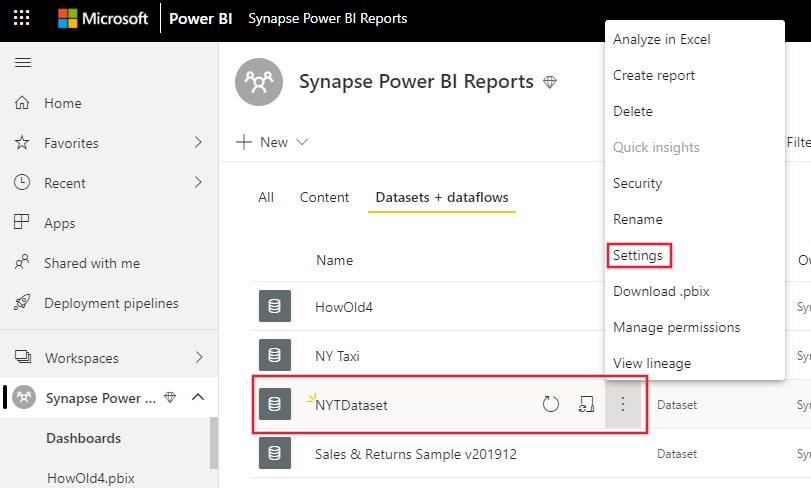 Microsoft Power BI Synapse Power BI Reports
Home
Favorites
Recent
Apps
Shared with me
Deployment pipelines
Workspaces
Synapse Power ...
Dashboards
HowOld4.pbix
Synapse Power BI Reports
New
Filte
All Content Datasets + dataflows
Name
Ow
HowOld4
Syn
NY Taxi
NYTDataset
Dataset
Syn
Sales & Returns Sample v201912
Dataset
Syn
Analyze in Excel
Create report
Delete
Quick insights
Security
Rename
Settings
Download .pbix
Manage permissions
View lineage